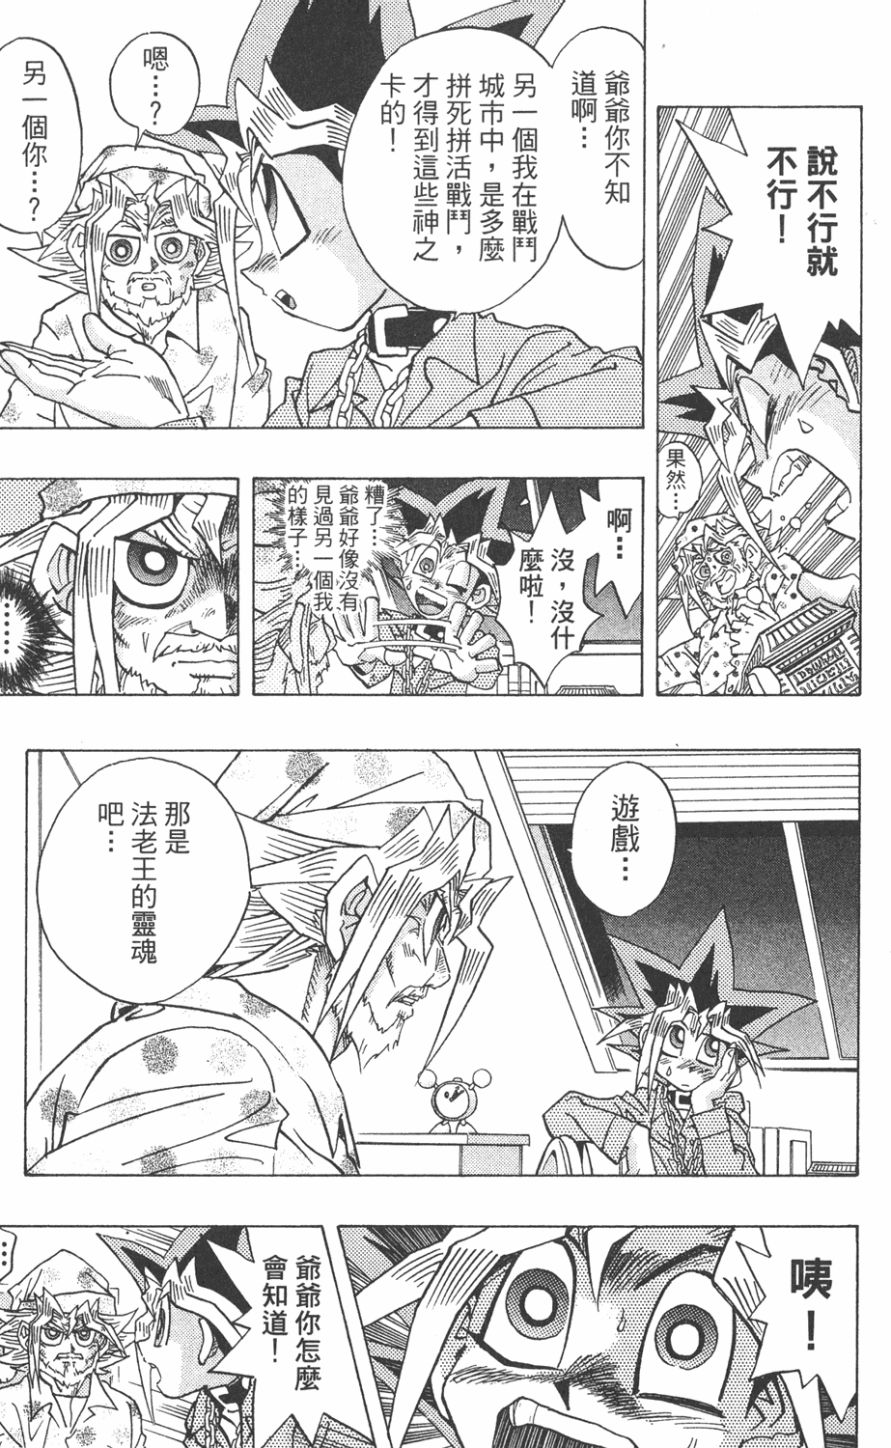 說不行就
不行！
果然…
爺爺你不知
道啊…
另一個我在戰鬥
城市中，是多麼
拼死拼活戰鬥，
才得到這些神之
卡的！
嗯…？
另一個你…？
啊…
沒，沒什
麼啦！
糟了…
爺爺好像沒有
見過另一個我
的樣子…
……
遊戲…
那是
法老王的靈魂
吧…
咦！
爺爺你怎麼
會知道！
…